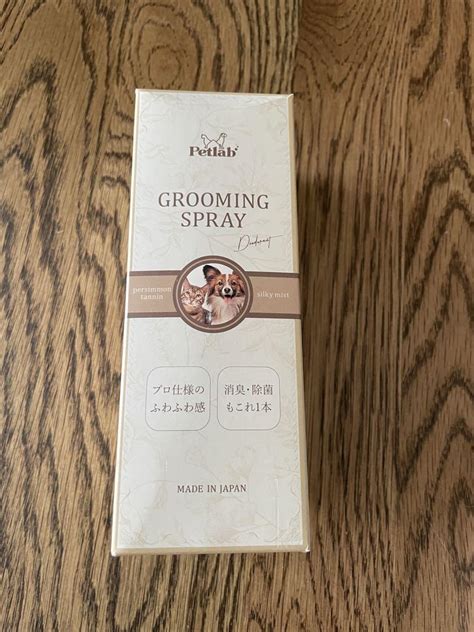 Petlab
GROOMING
SPRAY
Deodorant
persimmon
tannin
silky mist
プロ仕様の
ふわふわ感
消臭・除菌
もこれ1本
MADE IN JAPAN